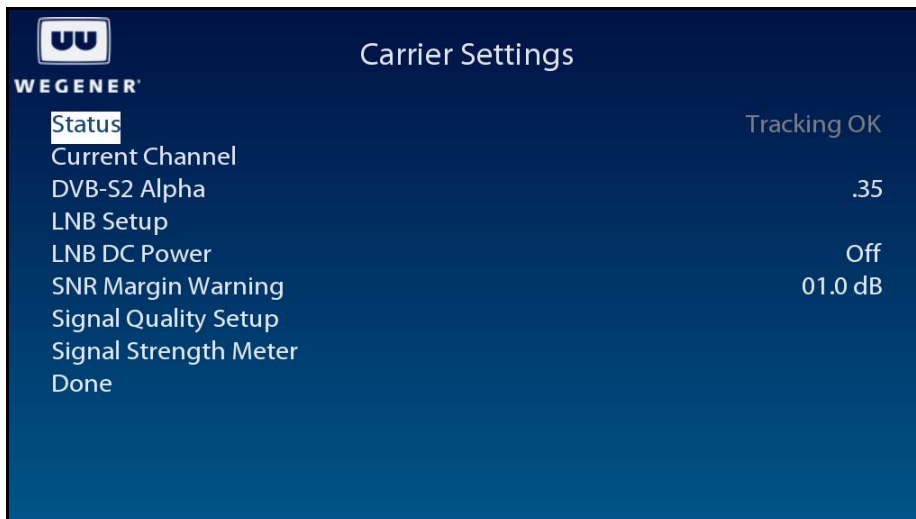 UU
WEGENER
Carrier Settings
Status Tracking OK
Current Channel
DVB-S2 Alpha .35
LNB Setup
LNB DC Power Off
SNR Margin Warning 01.0 dB
Signal Quality Setup
Signal Strength Meter
Done